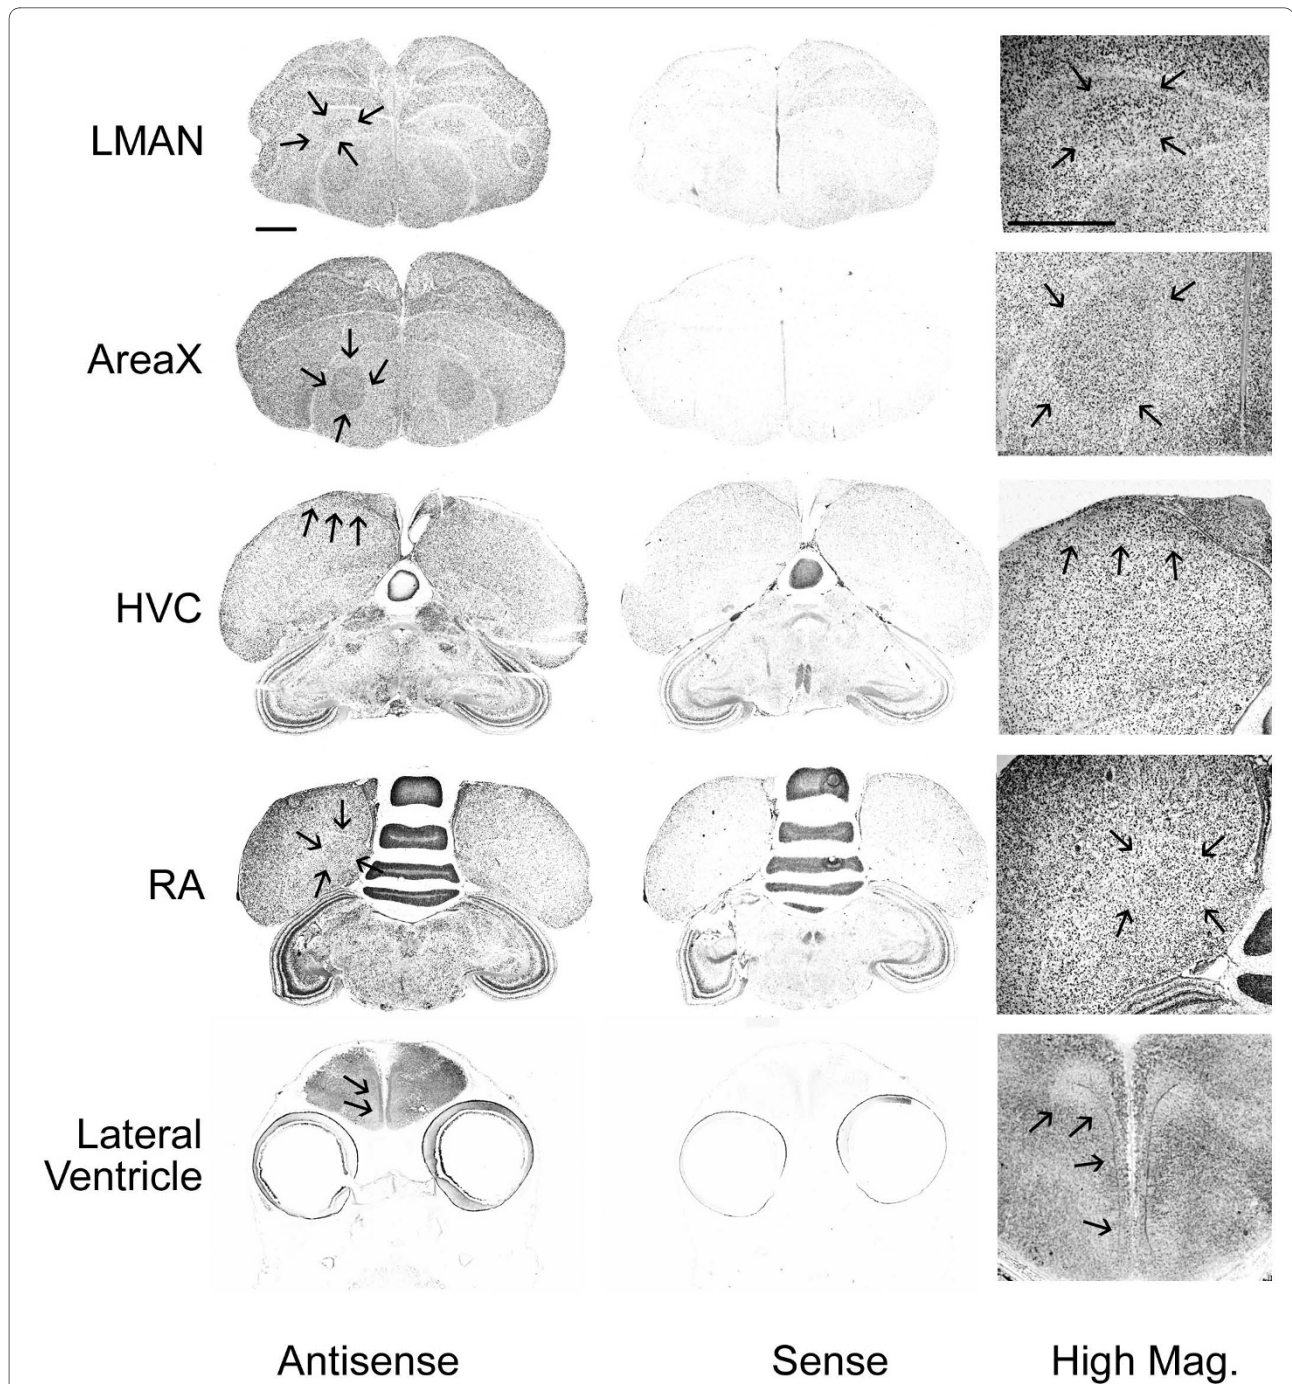 LMAN
AreaX
HVC
RA
Lateral
Ventricle
Antisense
Sense
High Mag.